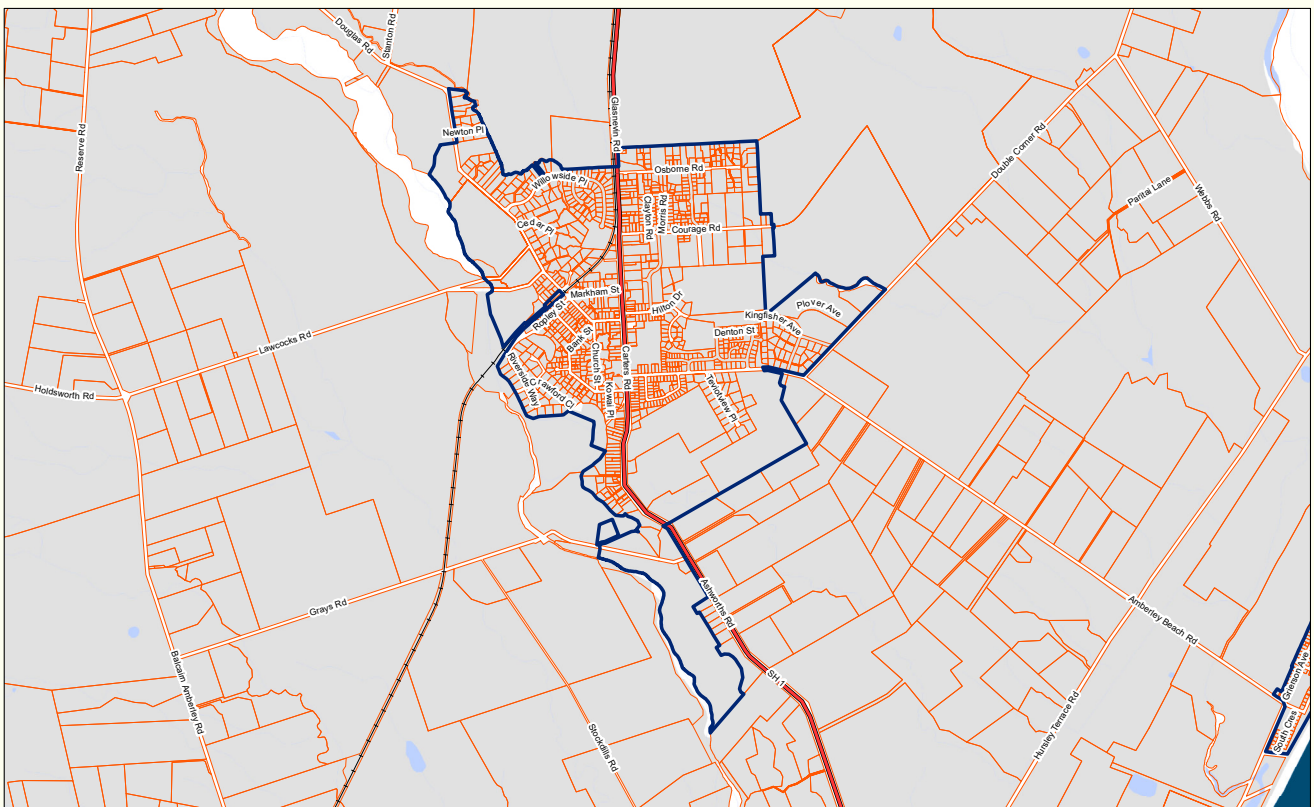 Douglas Rd
Stanton Rd
Glasnevin Rd
Reserve Rd
Newton Pl
Double Corner Rd
Osborne Rd
Willowside Pl
Paritai Lane
Webbs Rd
Clayton Rd
Morris Rd
Cedar Pl
Courage Rd
Markham St
Hilton Dr
Plover Ave
Ropley St
Kingfisher Ave
Denton St
Lawcocks Rd
Bank St
Church St
Carters Rd
Riverside Way
Crawford Cl
Kowai Pl
Teviotview Pl
Holdsworth Rd
Grays Rd
Ashworths Rd
Amberley Beach Rd
Balcairn Amberley Rd
SH 1
Grierson Ave
Hursley Terrace Rd
South Cres
Stockdills Rd